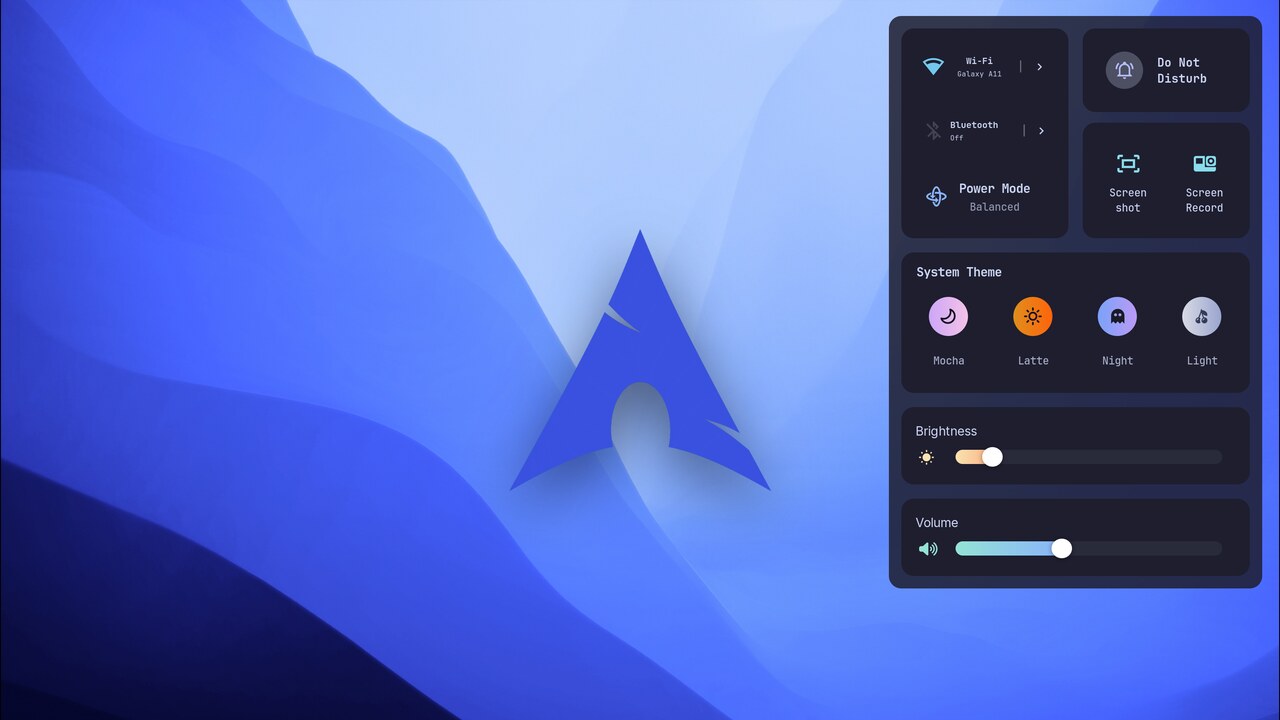 Wi-Fi
Galaxy A11
Bluetooth
Off
Power Mode
Balanced
Do Not
Disturb
Screen
shot
Screen
Record
System Theme
Mocha
Latte
Night
Light
Brightness
Volume